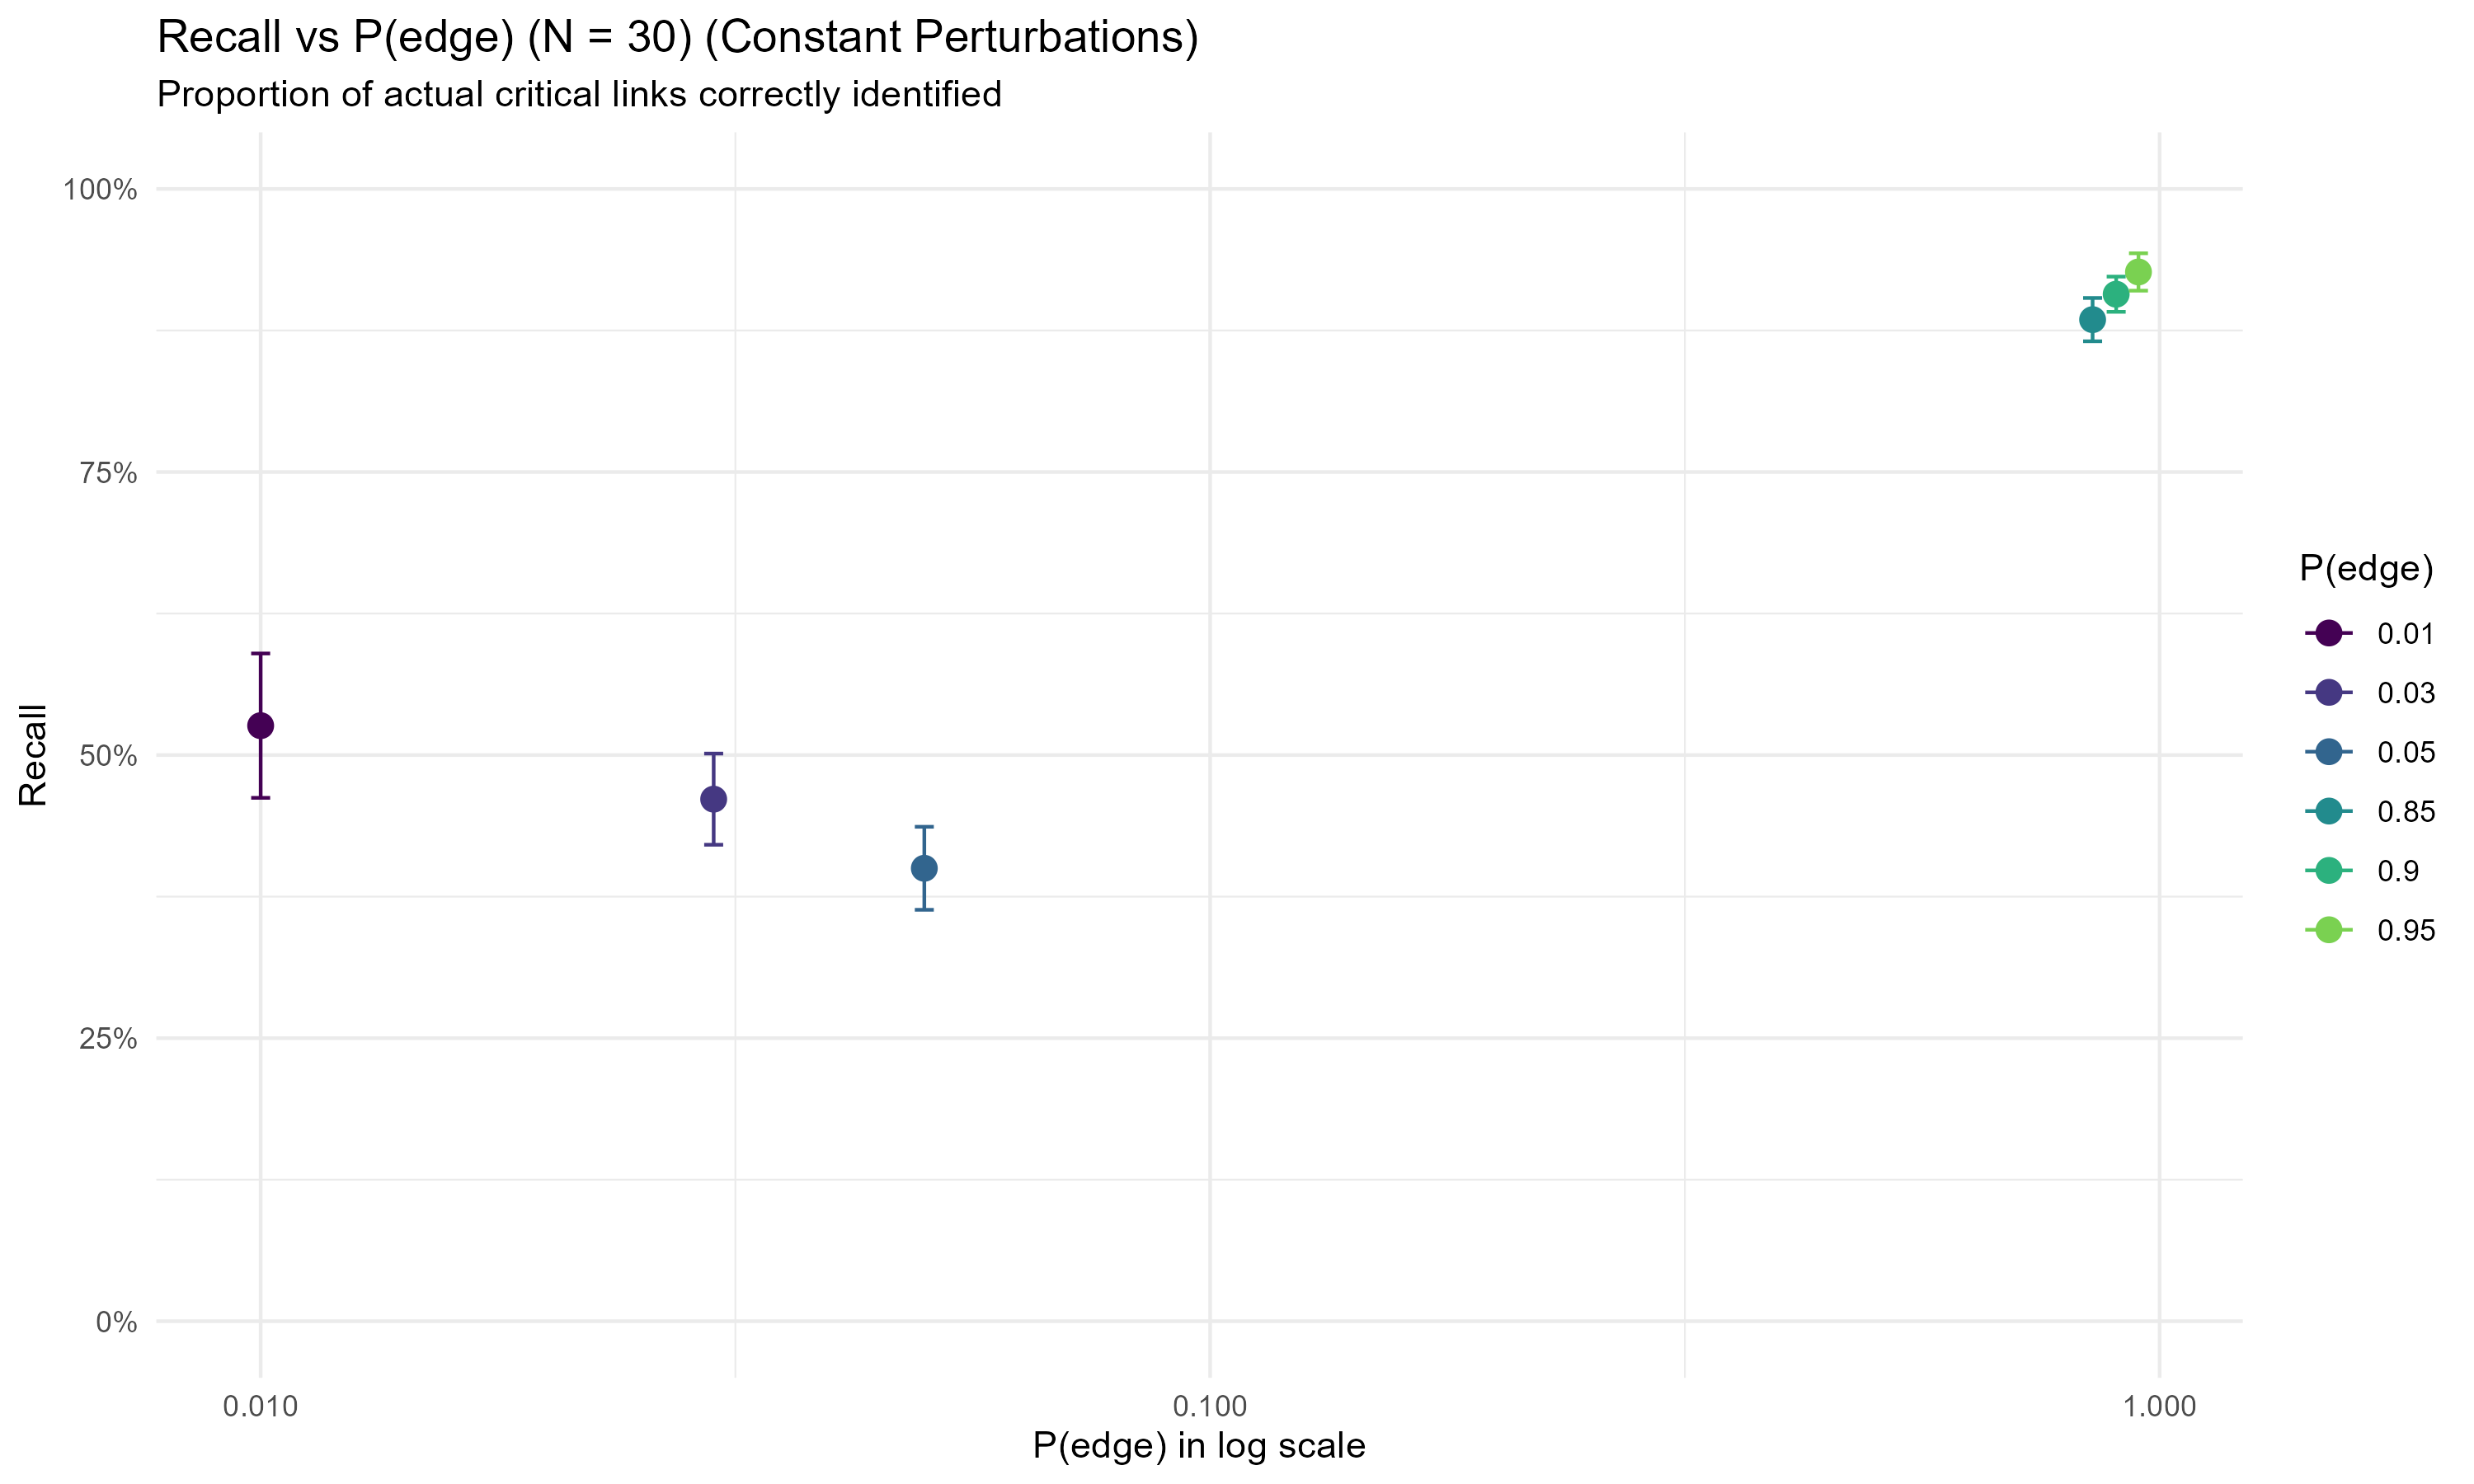 Recall vs P(edge) (N = 30) (Constant Perturbations)
Proportion of actual critical links correctly identified
100%
75%
50%
25%
0%
Recall
0.010
0.100
1.000
P(edge) in log scale
P(edge)
0.01
0.03
0.05
0.85
0.9
0.95